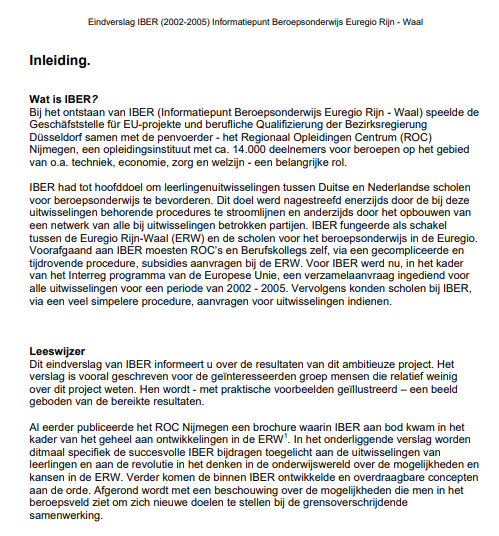 Eindverslag IBER (2002-2005) Informatiepunt Beroepsonderwijs Euregio Rijn - Waal
Inleiding.
Wat is IBER?
Bij het ontstaan van IBER (Informatiepunt Beroepsonderwijs Euregio Rijn - Waal) speelde de
Geschäftststelle für EU-projekte und berufliche Qualifizierung der Bezirksregierung
Düsseldorf samen met de penvoerder - het Regionaal Opleidingen Centrum (ROC)
Nijmegen, een opleidingsinstituut met ca. 14.000 deelnemers voor beroepen op het gebied
van o.a. techniek, economie, zorg en welzijn - een belangrijke rol.
IBER had tot hoofddoel om leerlingenuitwisselingen tussen Duitse en Nederlandse scholen
voor beroepsonderwijs te bevorderen. Dit doel werd nagestreefd enerzijds door de bij deze
uitwisselingen behorende procedures te stroomlijnen en anderzijds door het opbouwen van
een netwerk van alle bij uitwisselingen betrokken partijen. IBER fungeerde als schakel
tussen de Euregio Rijn-Waal (ERW) en de scholen voor het beroepsonderwijs in de Euregio.
Voorafgaand aan IBER moesten ROC's en Berufskollegs zelf, via een gecompliceerde en
tijdrovende procedure, subsidies aanvragen bij de ERW. Voor IBER werd nu, in het kader
van het Interreg programma van de Europese Unie, een verzamelaanvraag ingediend voor
alle uitwisselingen voor een periode van 2002 - 2005. Vervolgens konden scholen bij IBER,
via een veel simpelere procedure, aanvragen voor uitwisselingen indienen.
Leeswijzer
Dit eindverslag van IBER informeert u over de resultaten van dit ambitieuze project. Het
verslag is vooral geschreven voor de geïnteresseerden groep mensen die relatief weinig
over dit project weten. Hen wordt - met practische voorbeelden geïllustreerd – een beeld
geboden van de bereikte resultaten.
Al eerder publiceerde het ROC Nijmegen een brochure waarin IBER aan bod kwam in het
kader van het geheel aan ontwikkelingen in de ERW¹. In het onderliggende verslag worden
ditmaal specifiek de succesvolle IBER bijdragen toegelicht aan de uitwisselingen van
leerlingen en aan de revolutie in het denken in de onderwijswereld over de mogelijkheden en
kansen in de ERW. Verder komen de binnen IBER ontwikkelde en overdraagbare concepten
aan de orde. Afgerond wordt met een beschouwing over de mogelijkheden die men in het
beroepsveld ziet om zich nieuwe doelen te stellen bij de grensoverschrijdende
samenwerking.